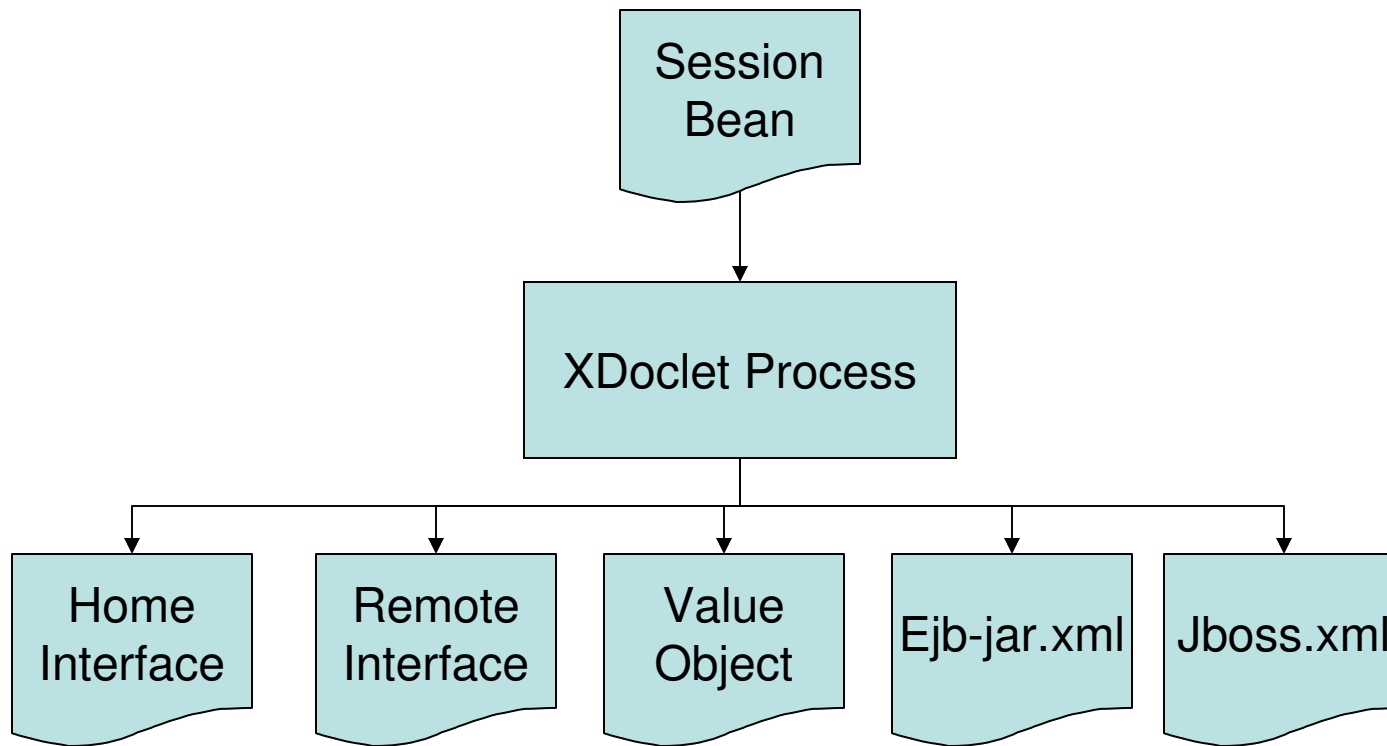 Session
Bean
XDoclet Process
Home
Interface
Remote
Interface
Value
Object
Ejb-jar.xml
Jboss.xml